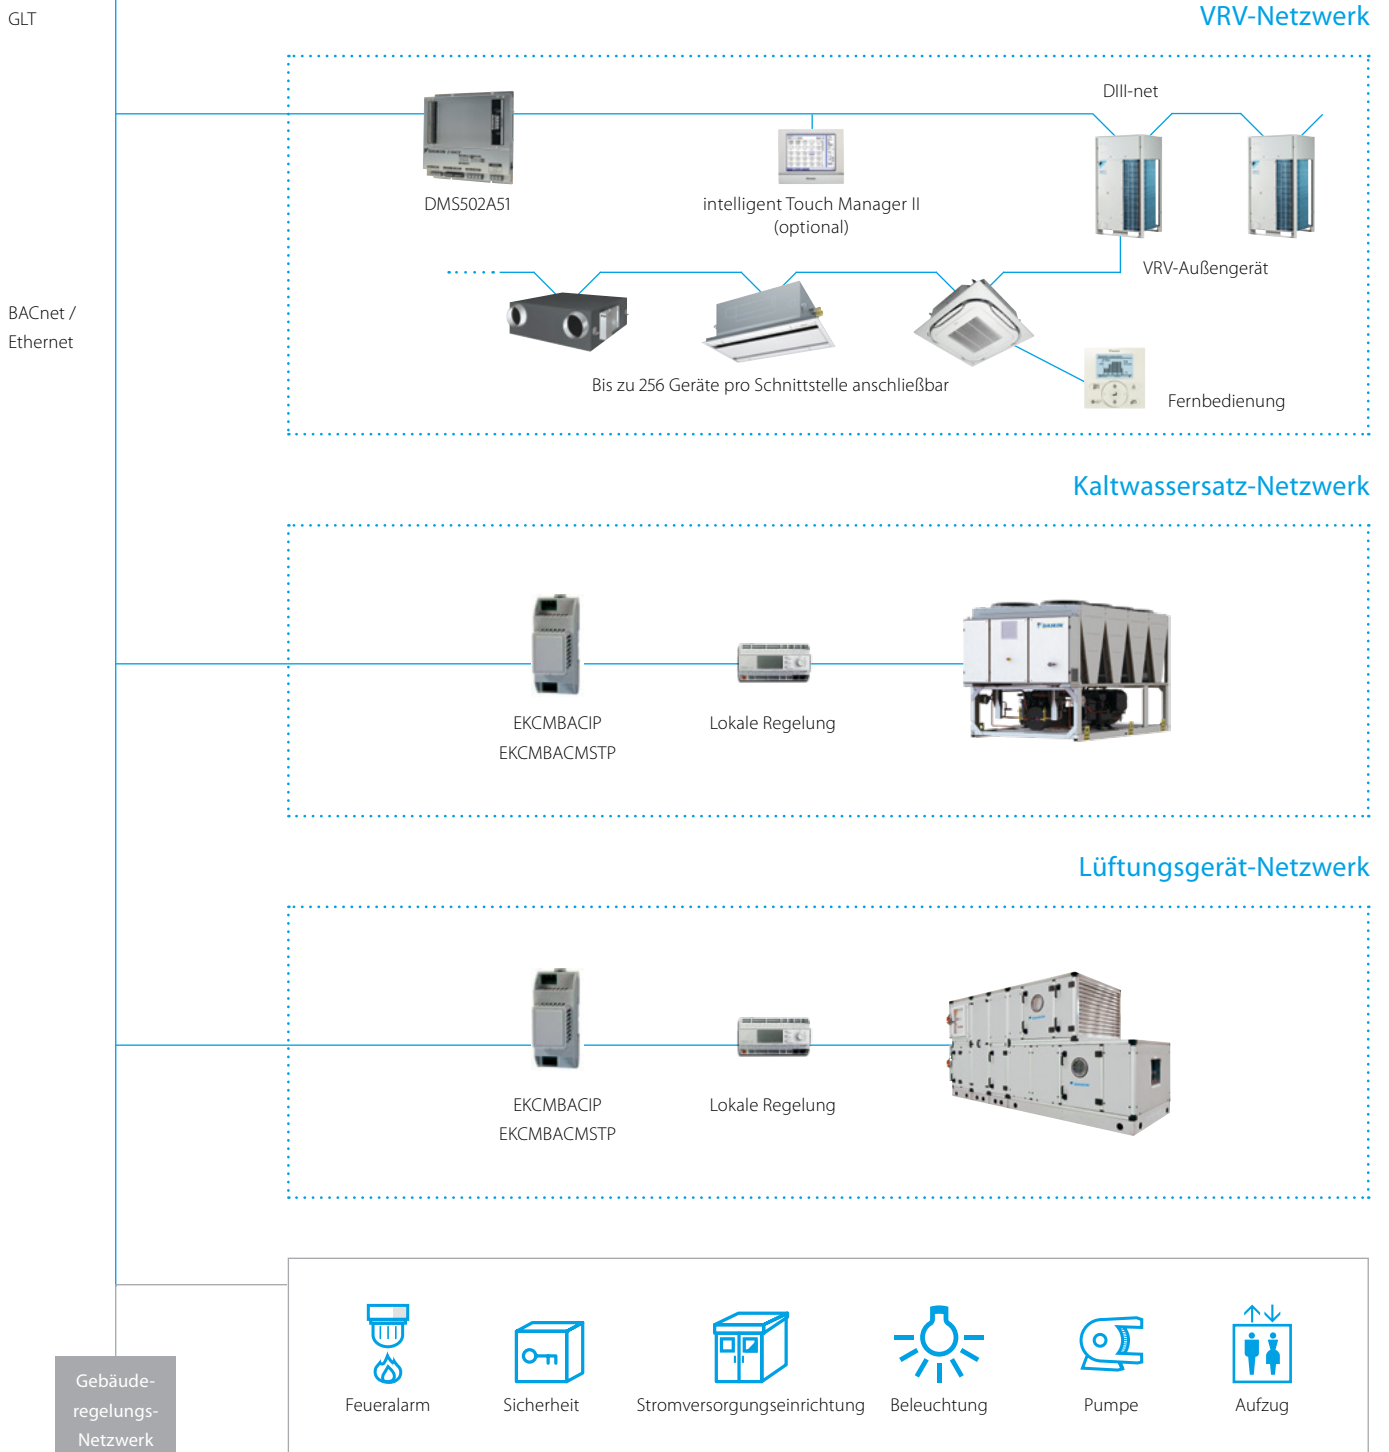 GLT
VRV-Netzwerk
DIII-net
DMS502A51
intelligent Touch Manager II
(optional)
VRV-Außengerät
BACnet /
Ethernet
Bis zu 256 Geräte pro Schnittstelle anschließbar
Fernbedienung
Kaltwassersatz-Netzwerk
DAIKIN
EKCMBACIP
EKCMBACMSTP
Lokale Regelung
Lüftungsgerät-Netzwerk
EKCMBACIP
EKCMBACMSTP
Lokale Regelung
Feueralarm
Sicherheit
Stromversorgungseinrichtung
Beleuchtung
Pumpe
Aufzug
Gebäude-
regelungs-
Netzwerk